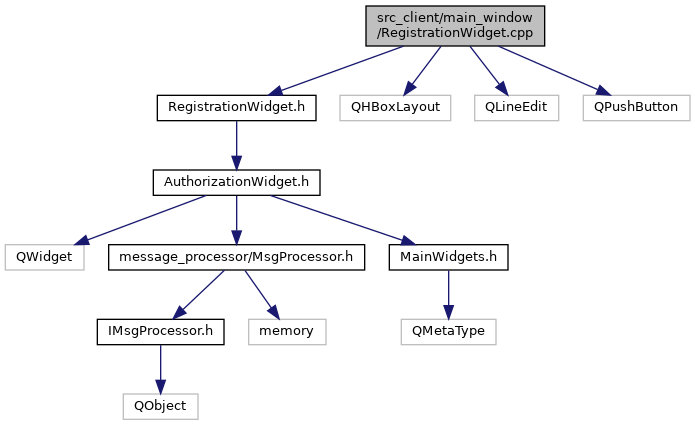 src_client/main_window
/RegistrationWidget.cpp
RegistrationWidget.h
QHBoxLayout
QLineEdit
QPushButton
AuthorizationWidget.h
QWidget
message_processor/MsgProcessor.h
MainWidgets.h
IMsgProcessor.h
memory
QMetaType
QObject